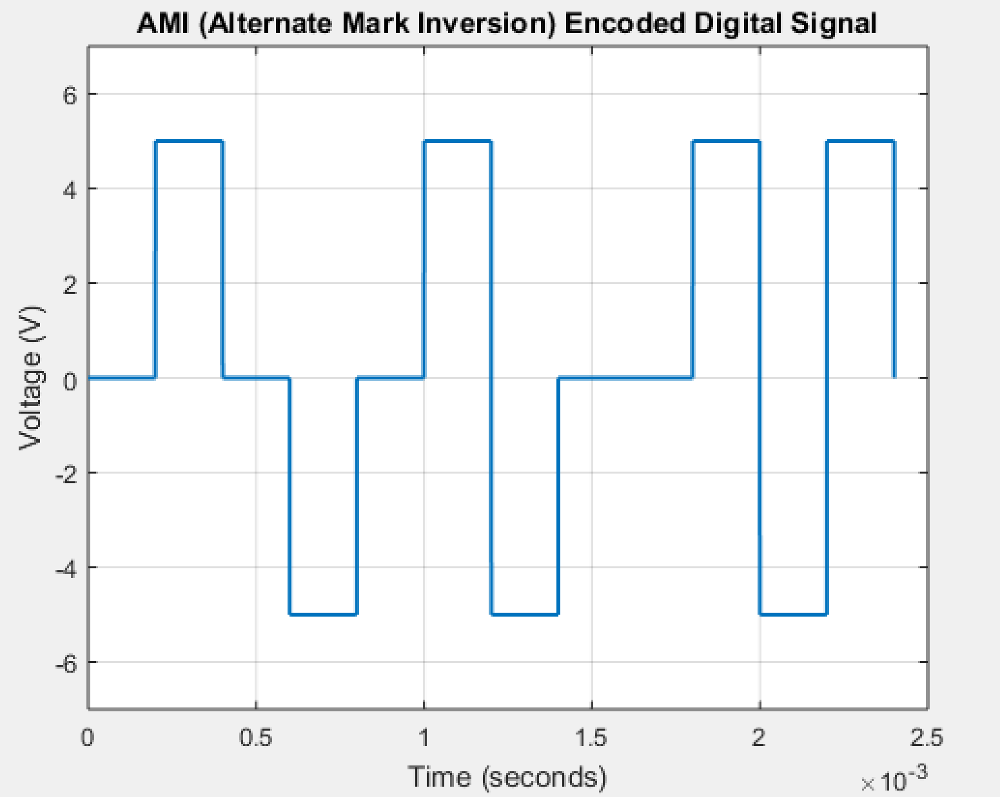 AMI (Alternate Mark Inversion) Encoded Digital Signal
6
4
2
0
-2
-4
-6
Voltage (V)
0 0.5 1 1.5 2 2.5
Time (seconds)
×10-3